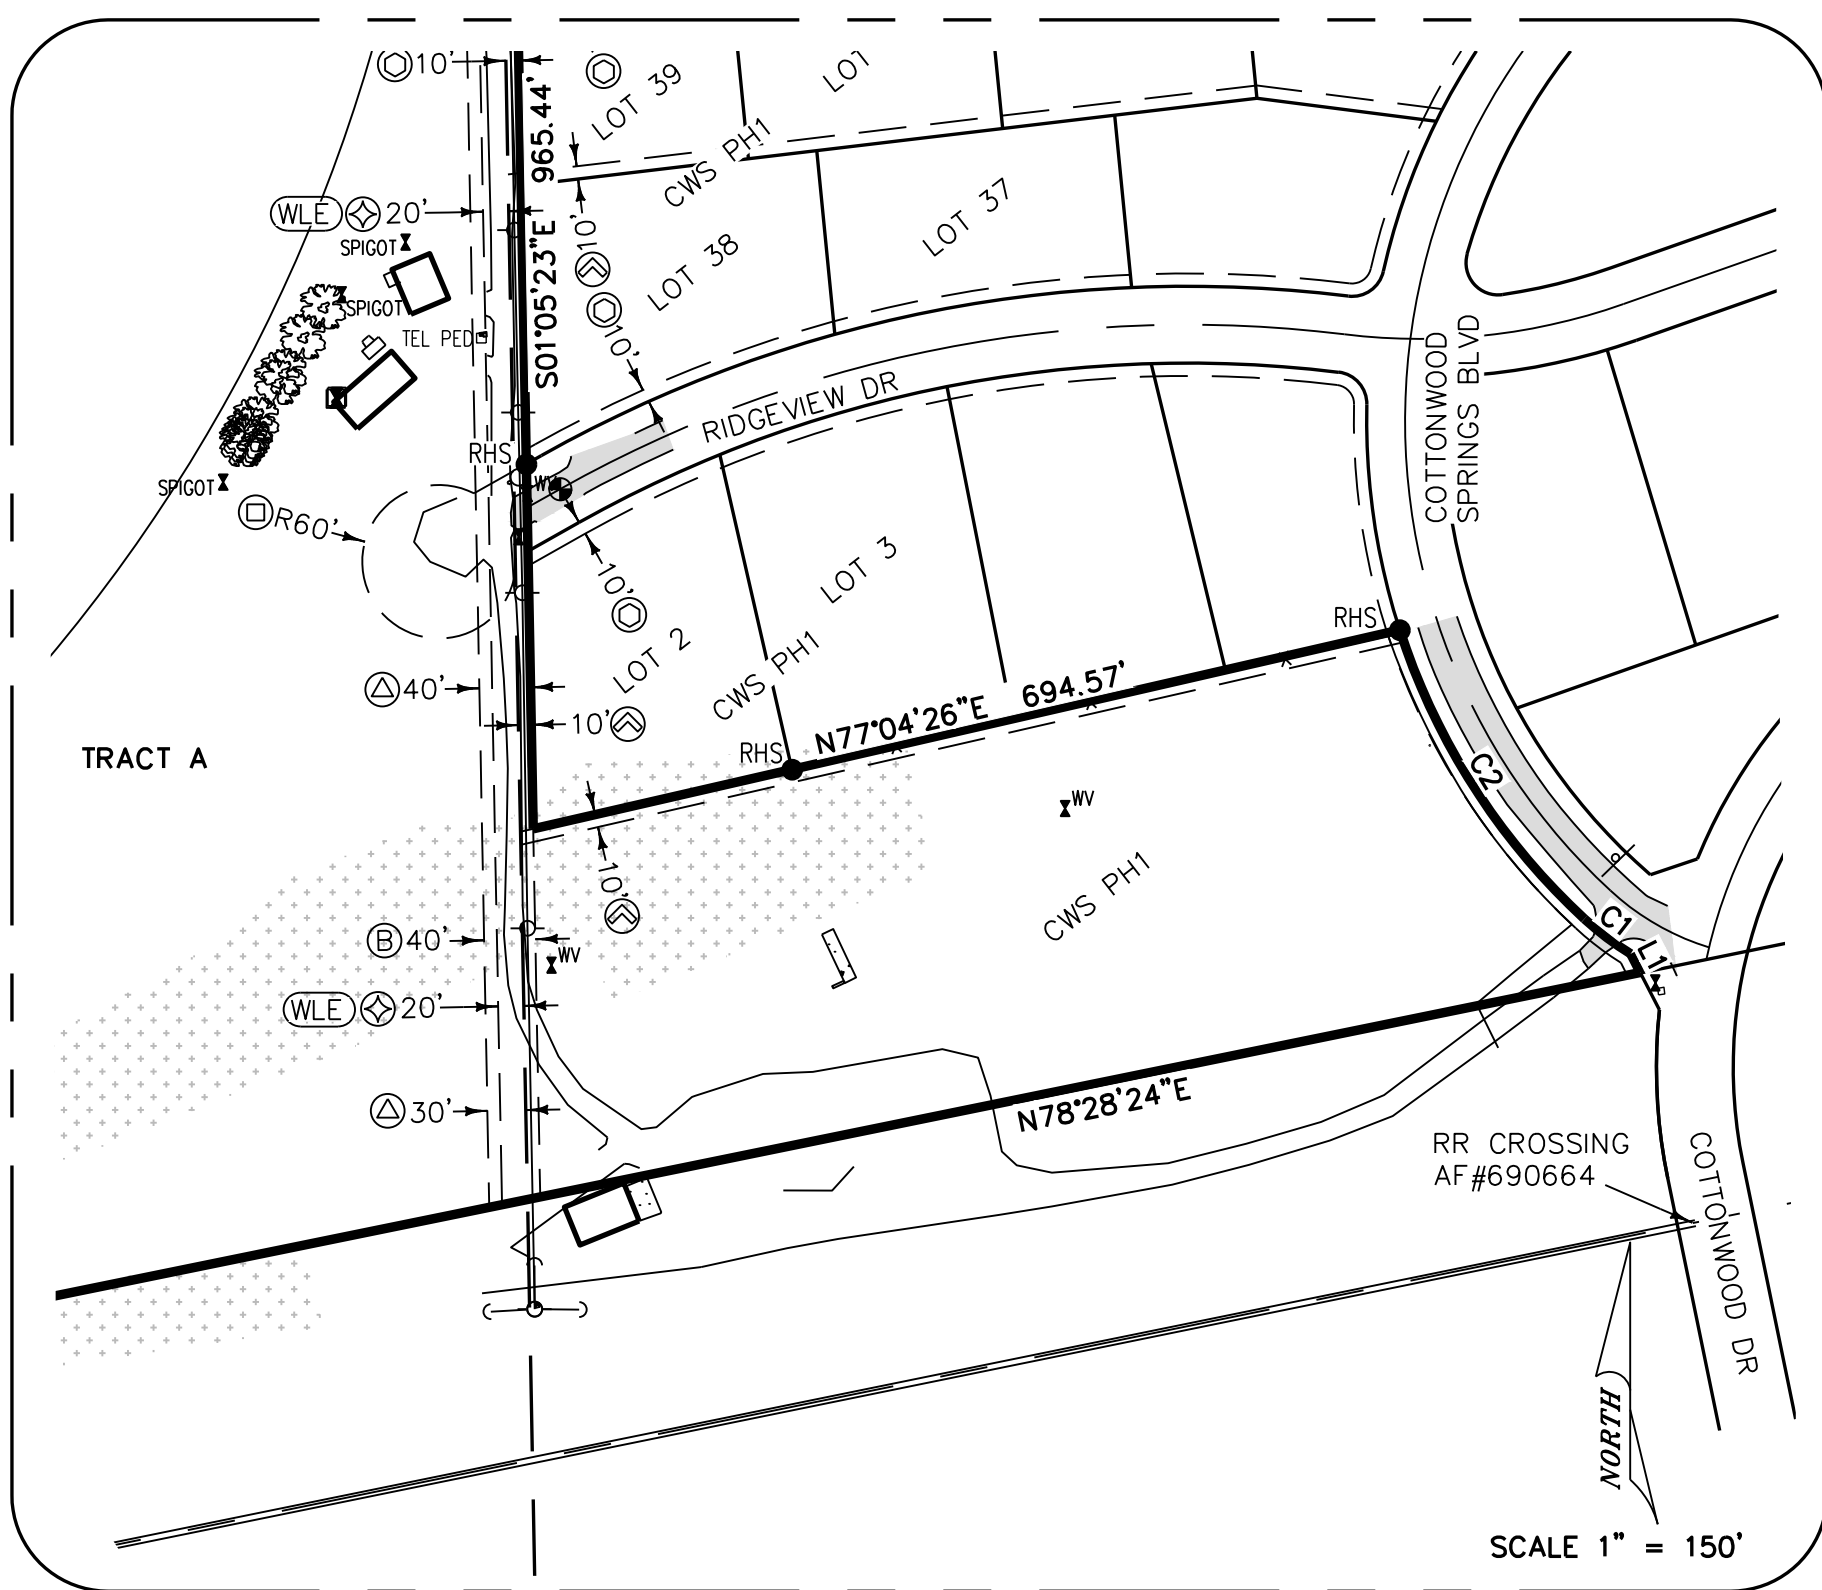 10'
LOT 39
LOT
965.44'
CWS PH1
WLE 20'
SPIGOT
S01°05'23"E
10'
LOT 38
LOT 37
SPIGOT
TEL PED
10'
COTTONWOOD
SPRINGS BLVD
RIDGEVIEW DR
RHS
WV
SPIGOT
R60'
10'
LOT 3
LOT 2
RHS
CWS PH1
40'
10'
N77°04'26"E 694.57'
RHS
TRACT A
C2
WV
10'
CWS PH1
C1
L1
B 40'
WV
WLE 20'
30'
N78°28'24"E
RR CROSSING
AF#690664
COTTONWOOD DR
NORTH
SCALE 1" = 150'